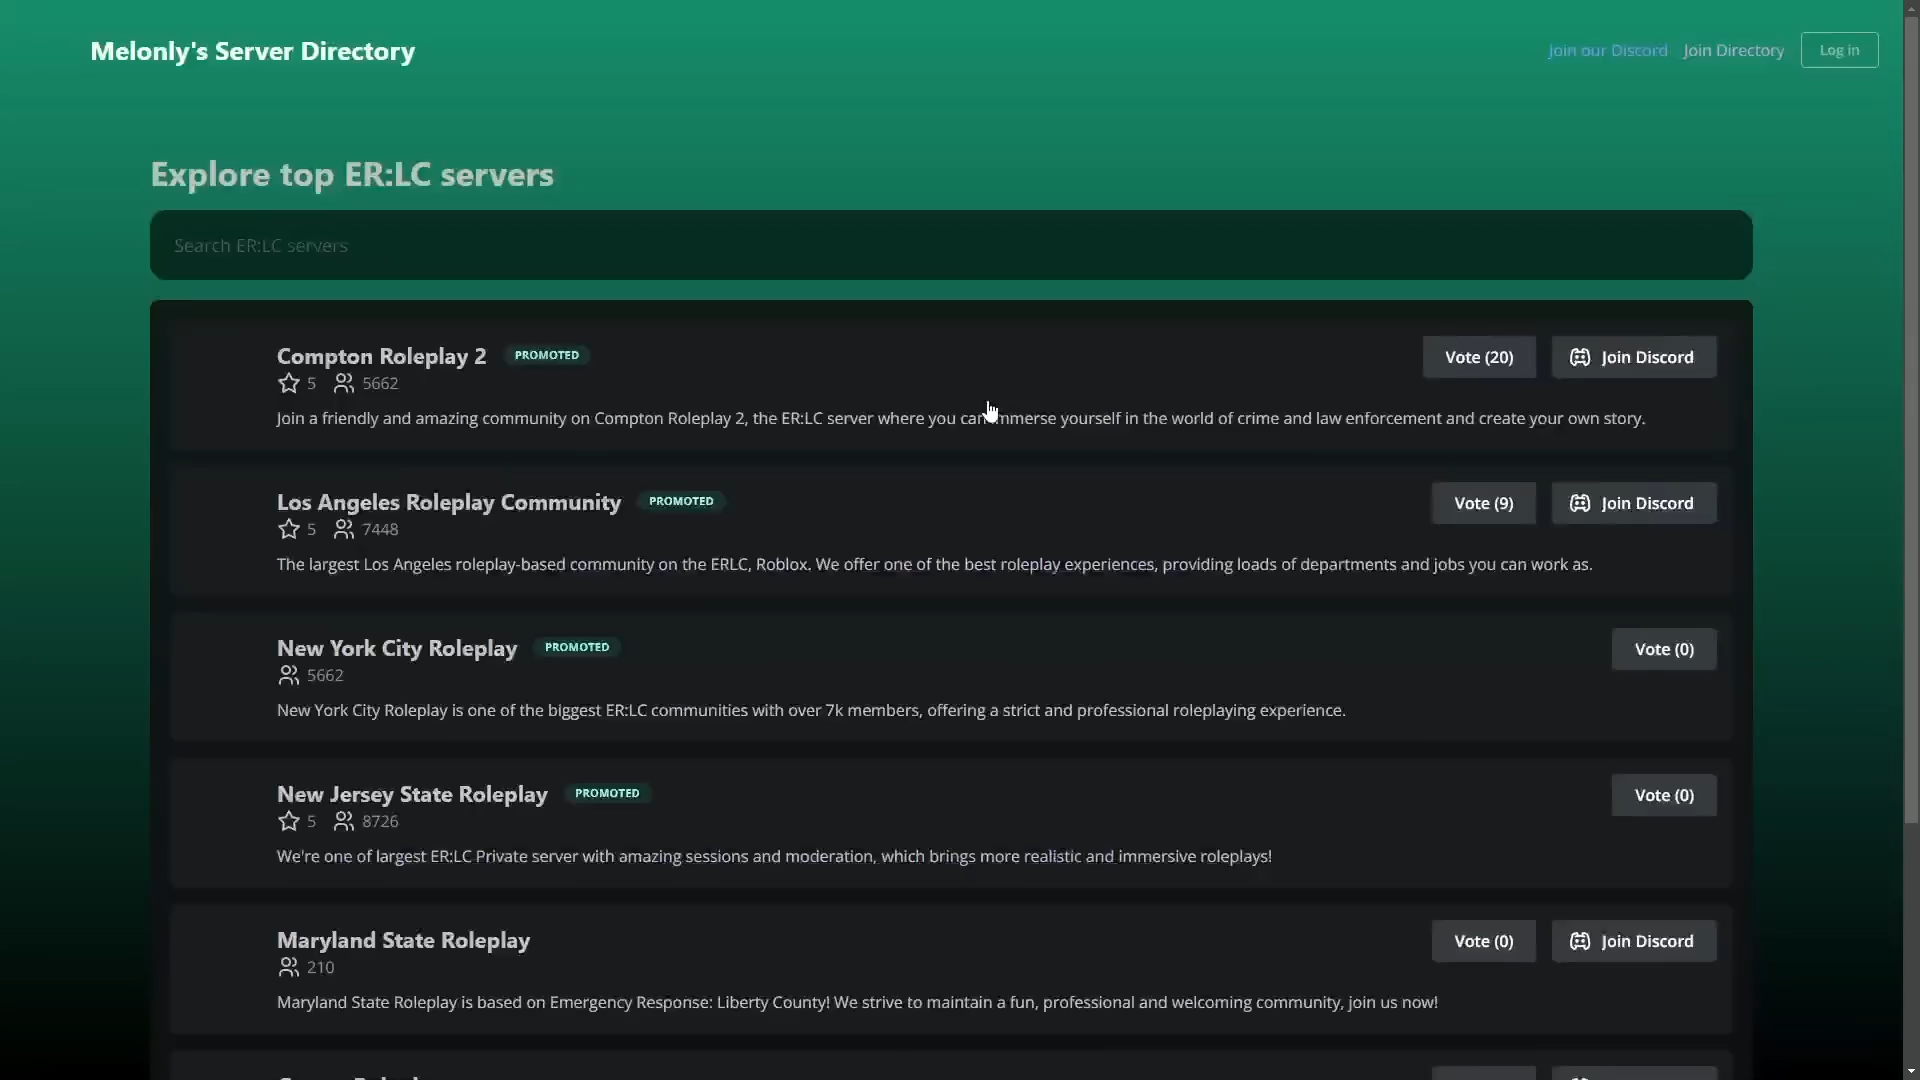 Melonly's Server Directory
Join our Discord Join Directory Log in
Explore top ER:LC servers
Search ER:LC servers
Compton Roleplay 2 PROMOTED
5 5662
Vote (20) Join Discord
Join a friendly and amazing community on Compton Roleplay 2, the ER:LC server where you can immerse yourself in the world of crime and law enforcement and create your own story.
Los Angeles Roleplay Community PROMOTED
5 7448
Vote (9) Join Discord
The largest Los Angeles roleplay-based community on the ERLC, Roblox. We offer one of the best roleplay experiences, providing loads of departments and jobs you can work as.
New York City Roleplay PROMOTED
5662
Vote (0)
New York City Roleplay is one of the biggest ER:LC communities with over 7k members, offering a strict and professional roleplaying experience.
New Jersey State Roleplay PROMOTED
5 8726
Vote (0)
We're one of largest ER:LC Private server with amazing sessions and moderation, which brings more realistic and immersive roleplays!
Maryland State Roleplay
210
Vote (0) Join Discord
Maryland State Roleplay is based on Emergency Response: Liberty County! We strive to maintain a fun, professional and welcoming community, join us now!